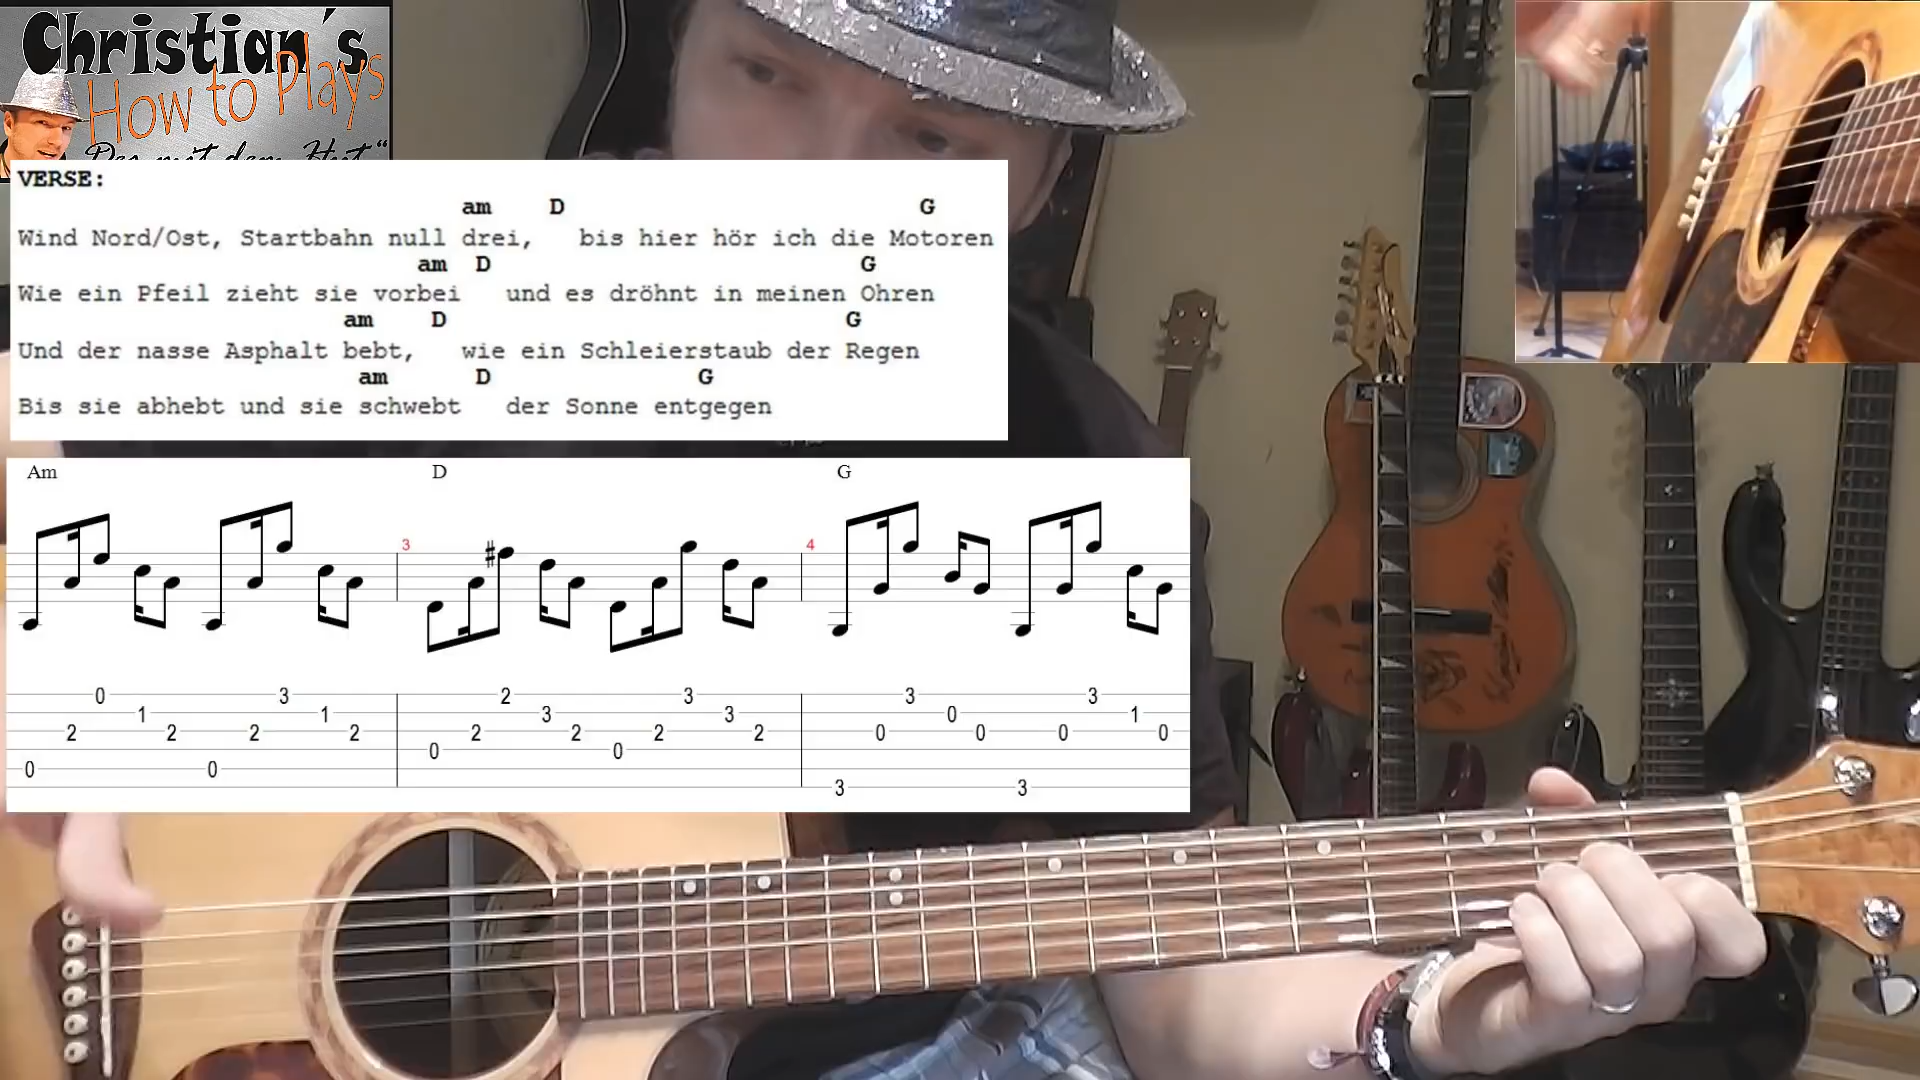 Christian´s
How to Plays
VERSE:
am D G
Wind Nord/Ost, Startbahn null drei, bis hier hör ich die Motoren
am D G
Wie ein Pfeil zieht sie vorbei und es dröhnt in meinen Ohren
am D G
Und der nasse Asphalt bebt, wie ein Schleierstaub der Regen
am D G
Bis sie abhebt und sie schwebt der Sonne entgegen
Am D G
3 4
0 3 2 3 3 3
1 1 3 3 0 1
2 2 2 2 2 2 2 2 0 0 0 0
0 0
0 0
3 3